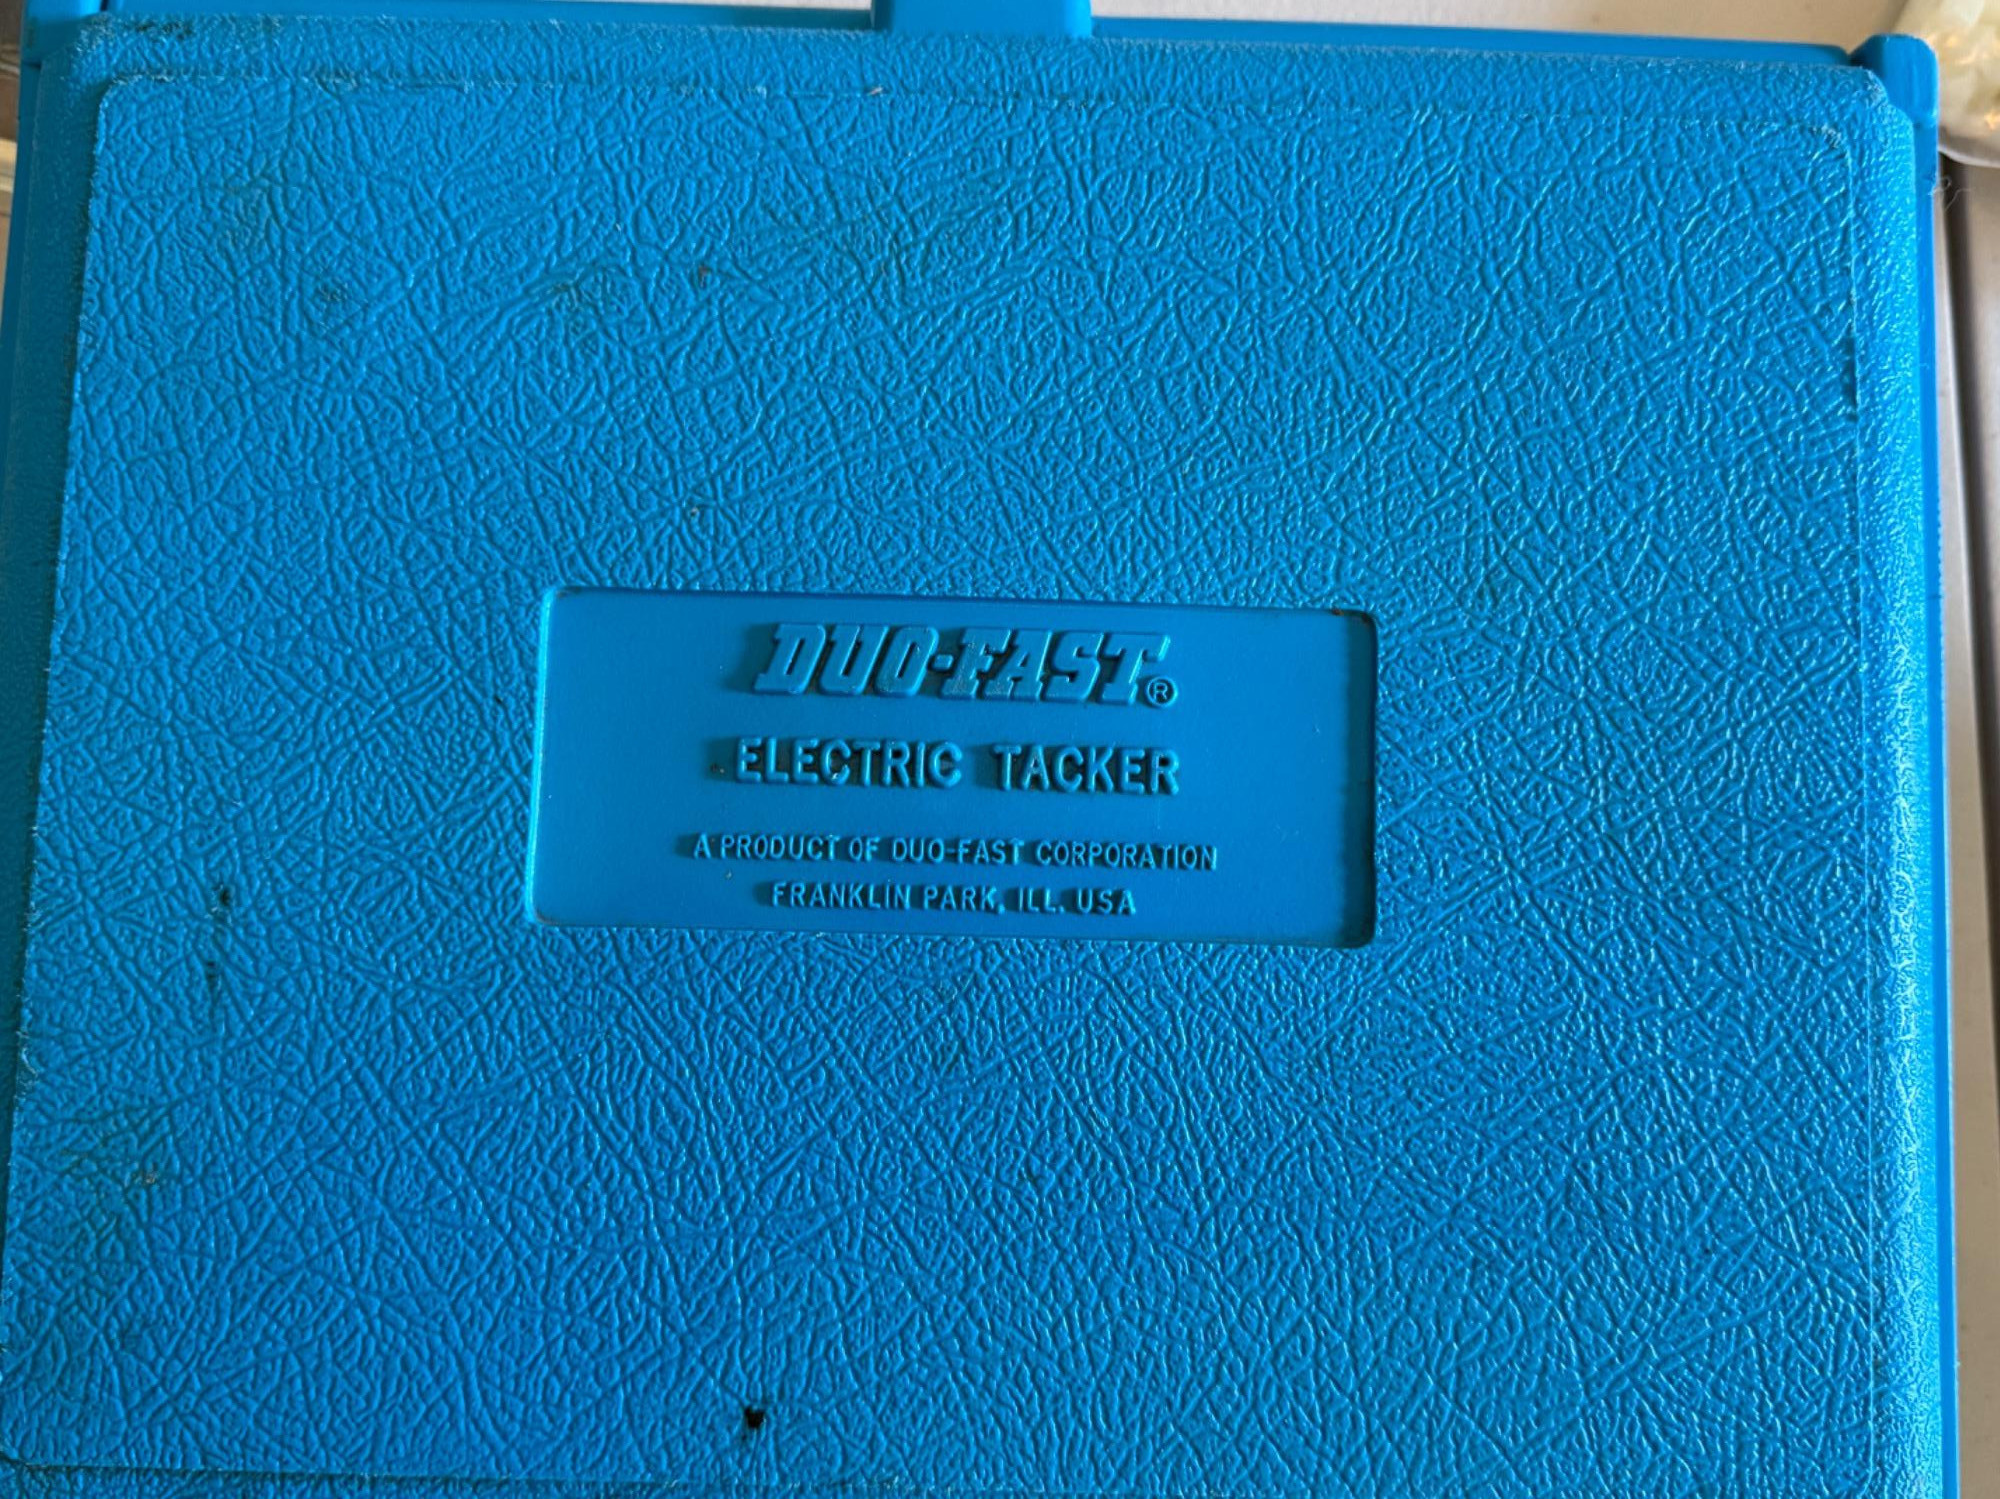 DUO-FAST®
ELECTRIC TACKER
A PRODUCT OF DUO-FAST CORPORATION
FRANKLIN PARK, ILL. USA